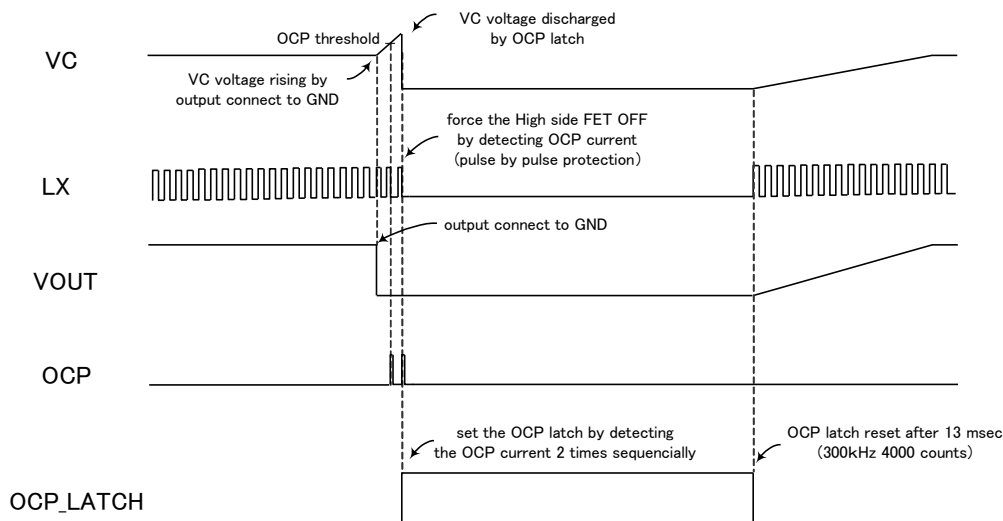 VC voltage discharged
by OCP latch
OCP threshold
VC
VC voltage rising by
output connect to GND
force the High side FET OFF
by detecting OCP current
(pulse by pulse protection)
LX
output connect to GND
VOUT
OCP
set the OCP latch by detecting
the OCP current 2 times sequencially
OCP latch reset after 13 msec
(300kHz 4000 counts)
OCP_LATCH